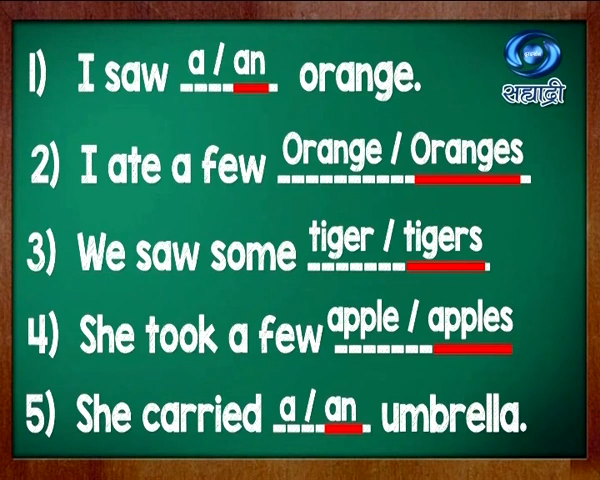 1) I saw a / an orange.
सह्याद्री
2) I ate a few Orange / Oranges
3) We saw some tiger / tigers
4) She took a few apple / apples
5) She carried a / an umbrella.